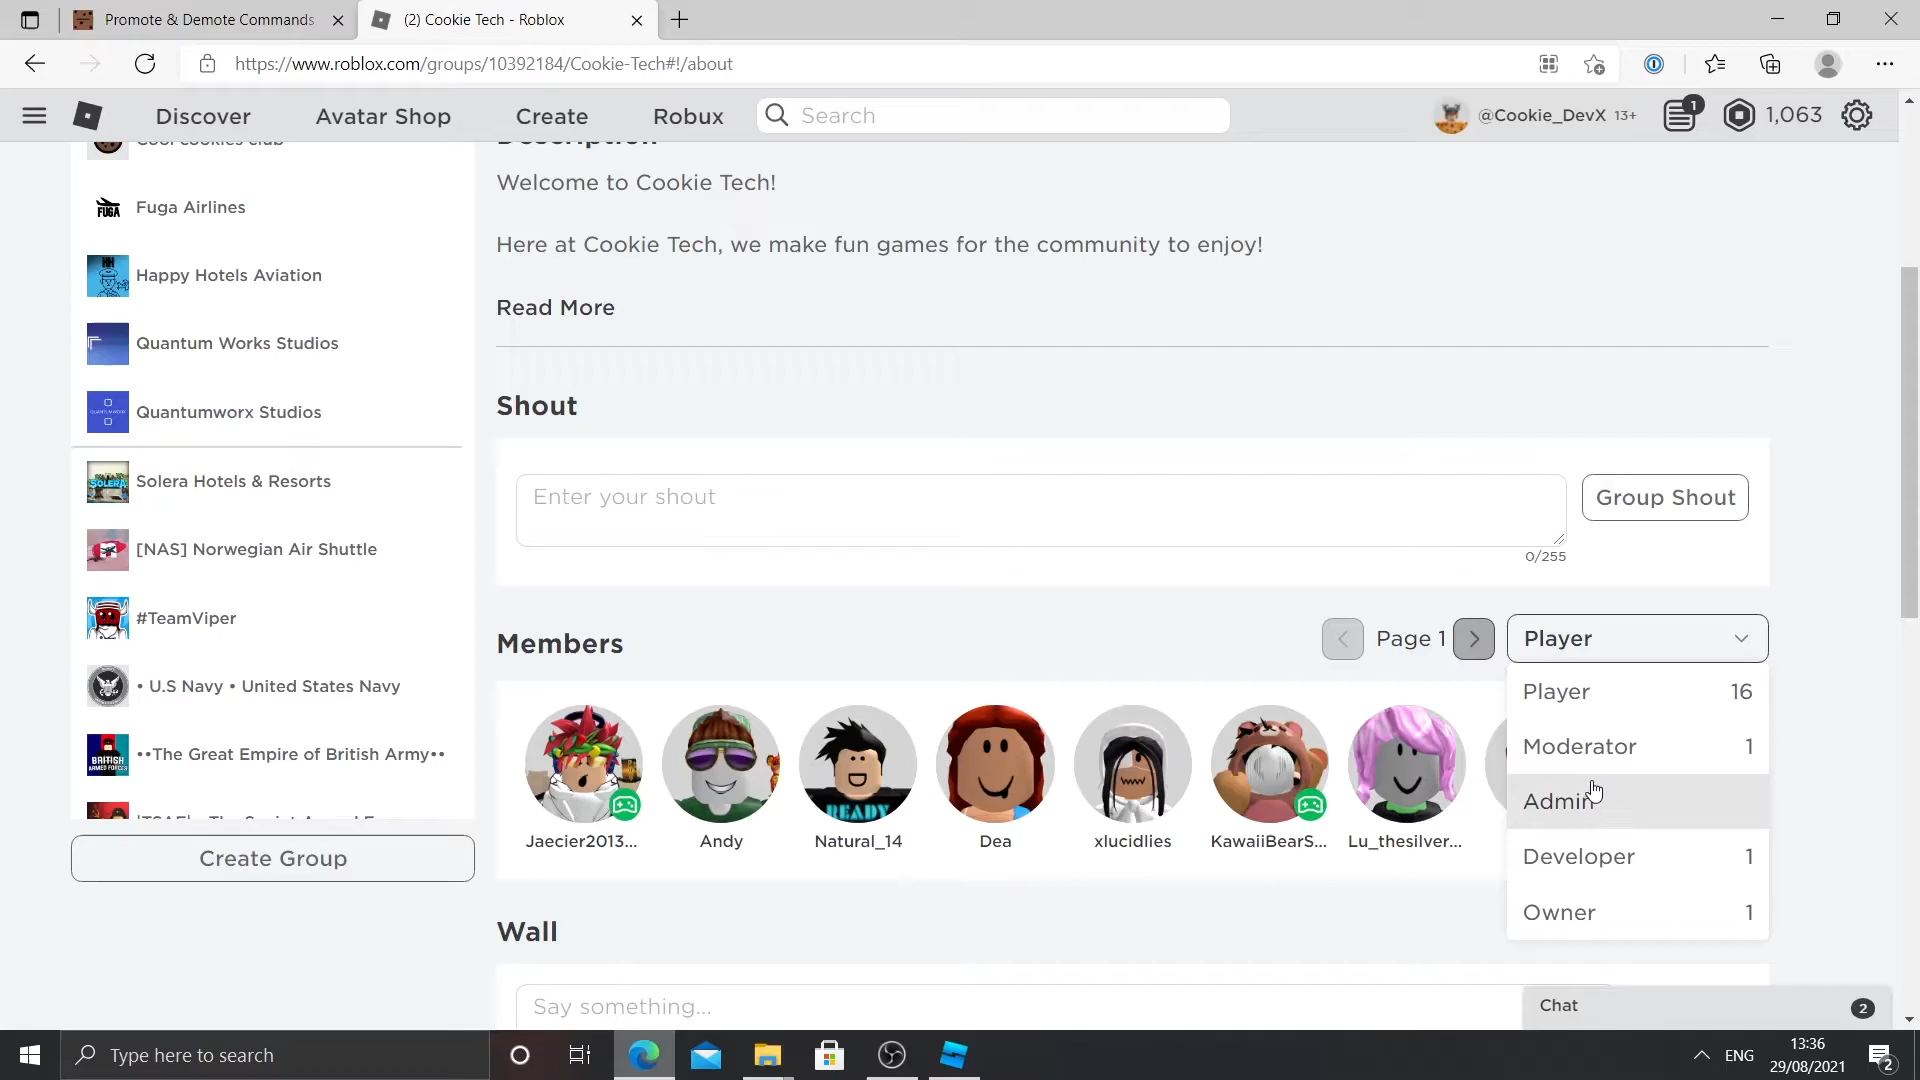 Promote & Demote Commands
(2) Cookie Tech - Roblox
https://www.roblox.com/groups/10392184/Cookie-Tech#!/about
Discover
Avatar Shop
Create
Robux
Search
@Cookie_DevX 13+
1
1,063
Description
Welcome to Cookie Tech!
Here at Cookie Tech, we make fun games for the community to enjoy!
Read More
Cool cookies club
Fuga Airlines
Happy Hotels Aviation
Quantum Works Studios
Quantumworx Studios
Solera Hotels & Resorts
[NAS] Norwegian Air Shuttle
#TeamViper
• U.S Navy • United States Navy
••The Great Empire of British Army••
Create Group
Shout
Enter your shout
Group Shout
0/255
Members
Page 1
Player
Player 16
Moderator 1
Admin
Developer 1
Owner 1
Jaecier2013...
Andy
Natural_14
Dea
xlucidlies
KawaiiBearS...
Lu_thesilver...
Wall
Say something...
Chat
2
Type here to search
ENG
13:36
29/08/2021
2